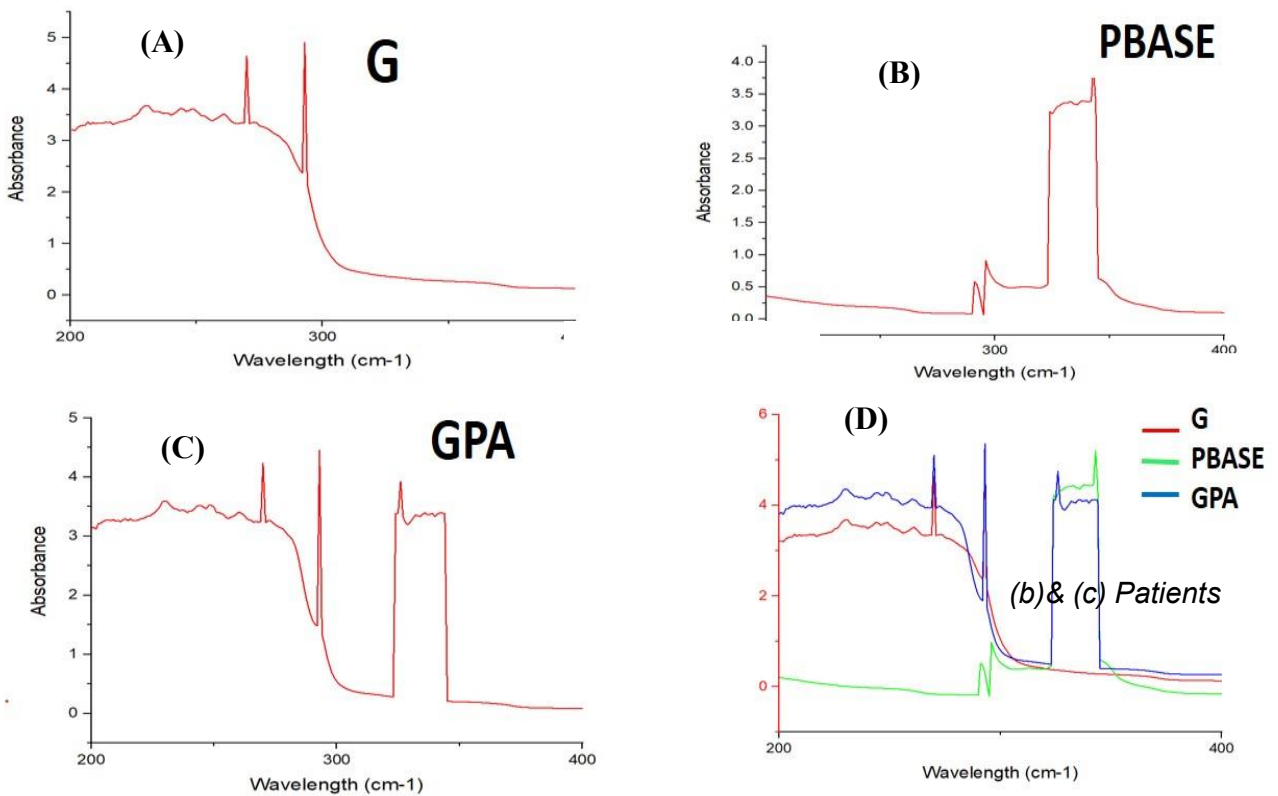 (A)
G
5
4
3
2
1
0
Absorbance
200
300
Wavelength (cm-1)
PBASE
(B)
4.0
3.5
3.0
2.5
2.0
1.5
1.0
0.5
0.0
Absorbance
300
400
Wavelength (cm-1)
(C)
GPA
5
4
3
2
1
0
Absorbance
200
300
400
Wavelength (cm-1)
(D)
G
PBASE
GPA
6
4
2
0
(b)& (c) Patients
200
400
Wavelength (cm-1)